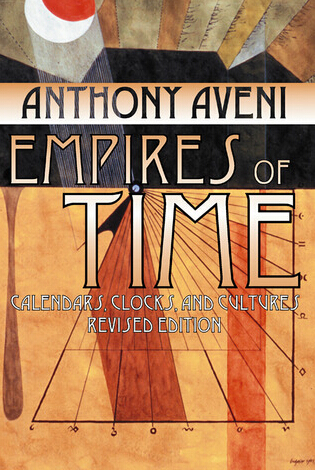 ANTHONY AVENI
EMPIRES OF
TIME
CALENDARS, CLOCKS, AND CULTURES
REVISED EDITION